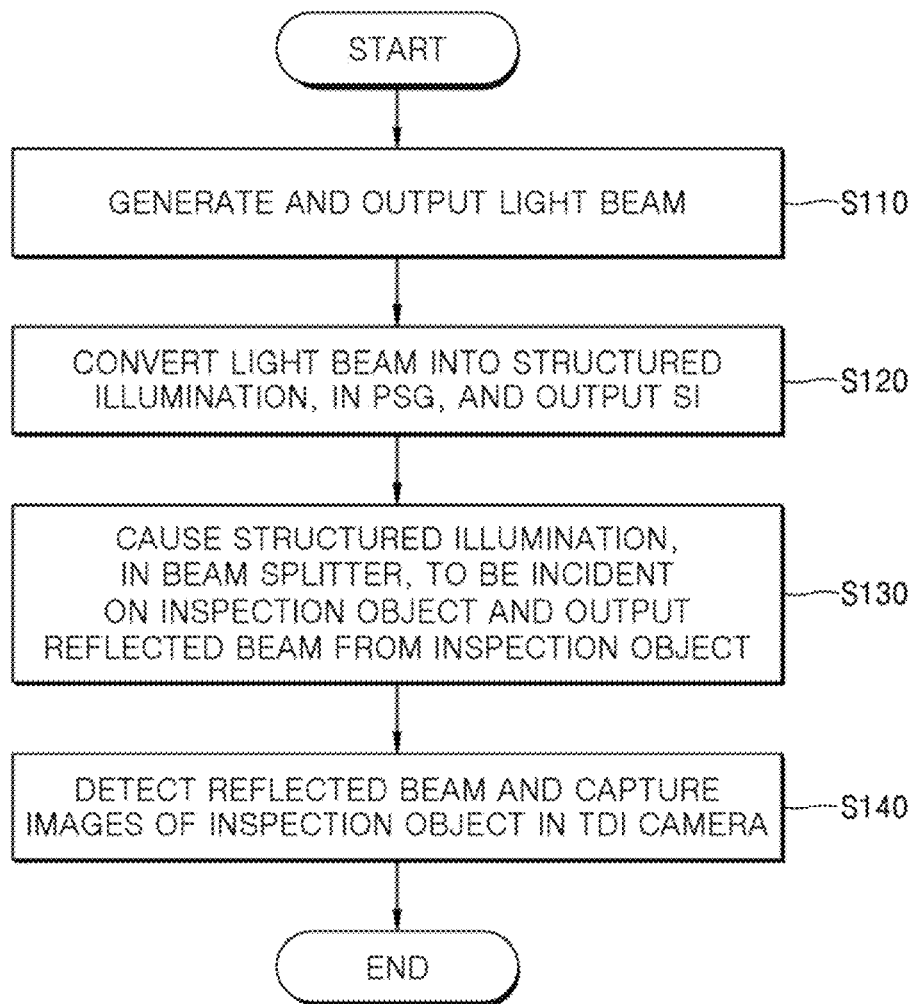 START
GENERATE AND OUTPUT LIGHT BEAM
S110
CONVERT LIGHT BEAM INTO STRUCTURED
ILLUMINATION, IN PSG, AND OUTPUT SI
S120
CAUSE STRUCTURED ILLUMINATION,
IN BEAM SPLITTER, TO BE INCIDENT
ON INSPECTION OBJECT AND OUTPUT
REFLECTED BEAM FROM INSPECTION OBJECT
S130
DETECT REFLECTED BEAM AND CAPTURE
IMAGES OF INSPECTION OBJECT IN TDI CAMERA
S140
END